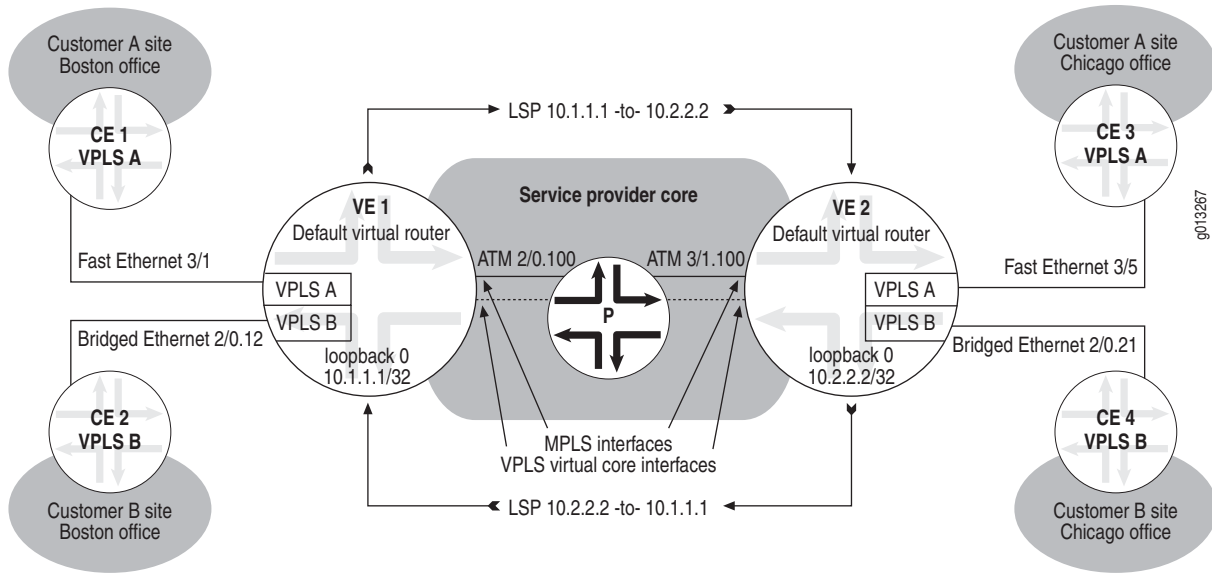 Customer A site
Boston office
CE 1
VPLS A
Fast Ethernet 3/1
Bridged Ethernet 2/0.12
CE 2
VPLS B
Customer B site
Boston office
LSP 10.1.1.1 -to- 10.2.2.2
Service provider core
VE 1
Default virtual router
VPLS A
VPLS B
loopback 0
10.1.1.1/32
ATM 2/0.100
ATM 3/1.100
P
MPLS interfaces
VPLS virtual core interfaces
LSP 10.2.2.2 -to- 10.1.1.1
VE 2
Default virtual router
VPLS A
VPLS B
loopback 0
10.2.2.2/32
Customer A site
Chicago office
CE 3
VPLS A
Fast Ethernet 3/5
Bridged Ethernet 2/0.21
CE 4
VPLS B
Customer B site
Chicago office
g013267